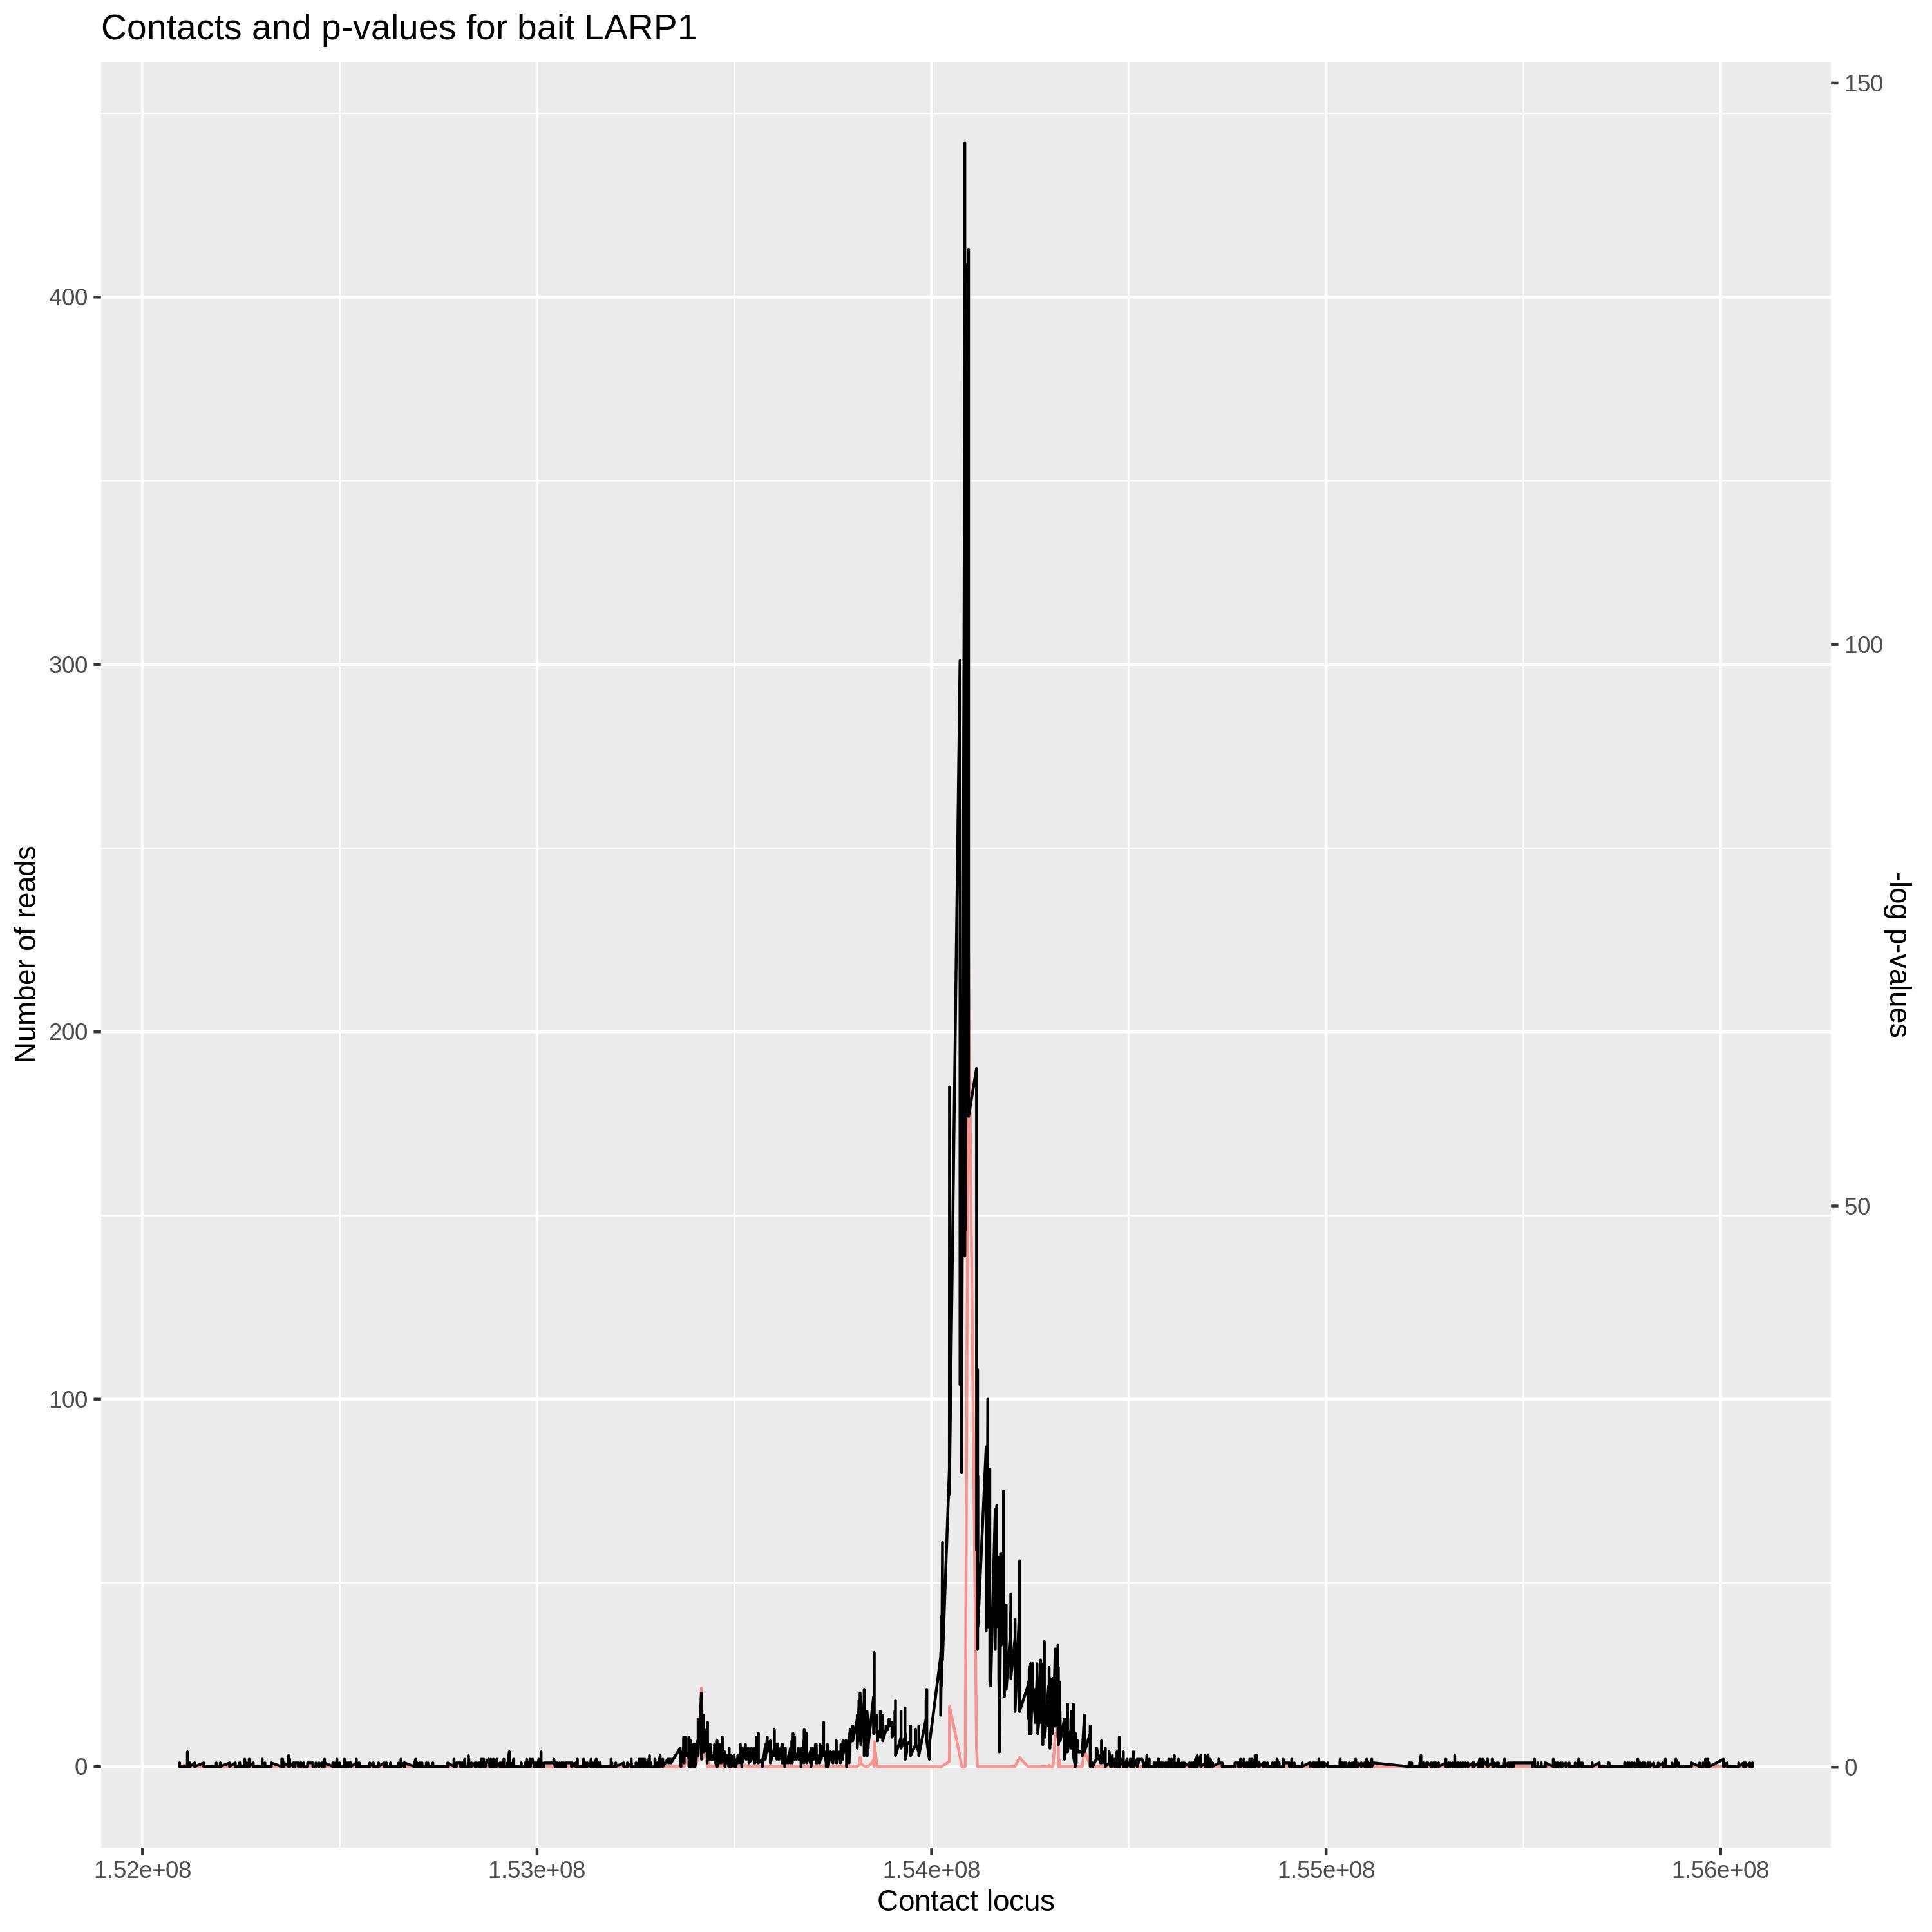 Contacts and p-values for bait LARP1
150
400
300
100
Number of reads
-log p-values
200
50
100
0
0
1.52e+08
1.53e+08
1.54e+08
1.55e+08
1.56e+08
Contact locus